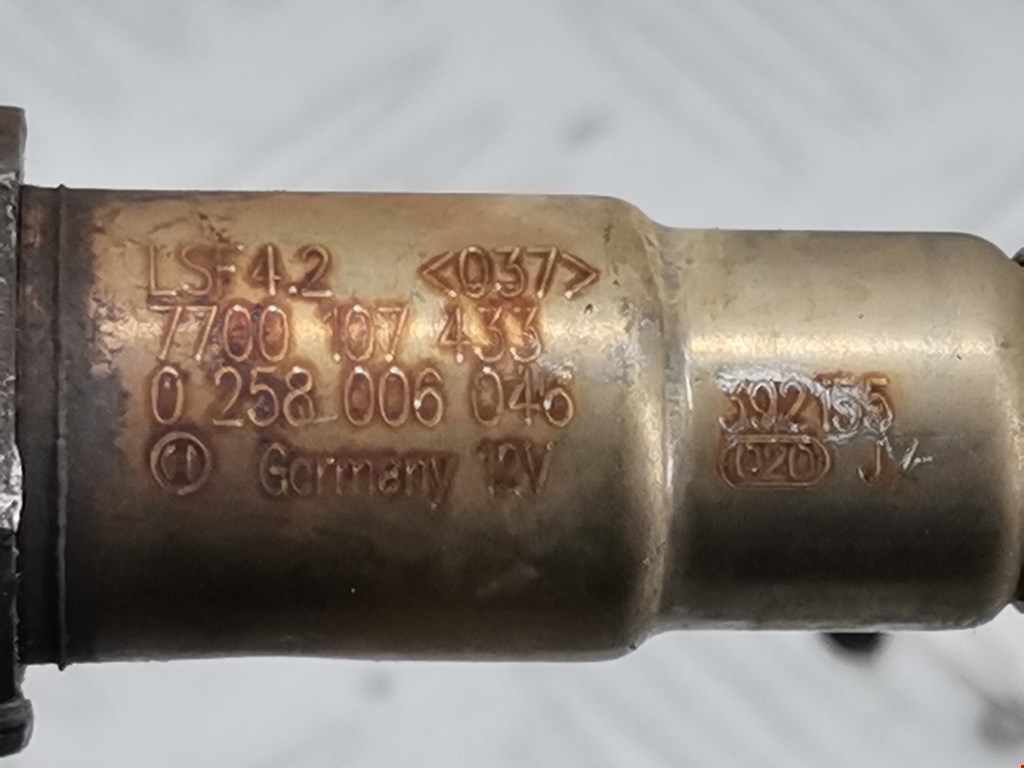 LSF4.2 <037>
7700 107 433
0 258 006 046
Germany 12V
392155
020 J